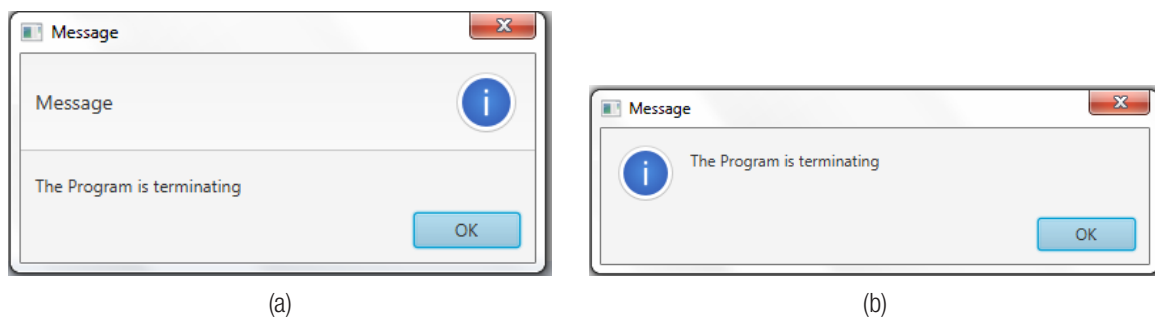 Message
Message
The Program is terminating
OK
(a)
Message
The Program is terminating
OK
(b)